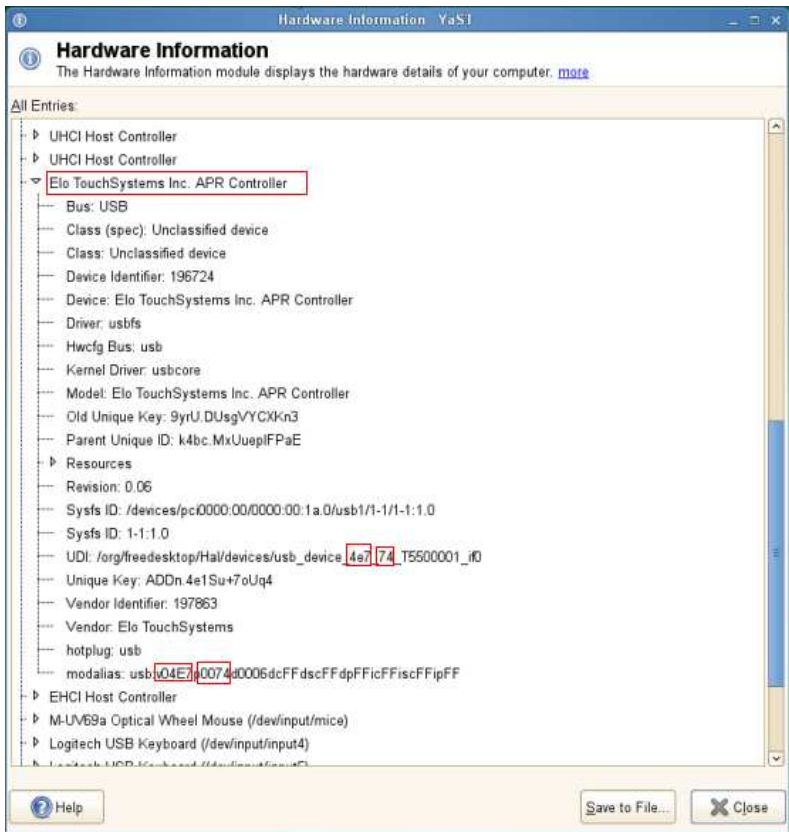 Hardware Information YaST
Hardware Information
The Hardware Information module displays the hardware details of your computer. more
All Entries:
UHCI Host Controller
UHCI Host Controller
Elo TouchSystems Inc. APR Controller
Bus: USB
Class (spec): Unclassified device
Class: Unclassified device
Device Identifier: 196724
Device: Elo TouchSystems Inc. APR Controller
Driver: usbfs
Hwcfg Bus: usb
Kernel Driver: usbcore
Model: Elo TouchSystems Inc. APR Controller
Old Unique Key: 9yrU.DUsgVYCXKn3
Parent Unique ID: k4bc.MxUueplFPaE
Resources
Revision: 0.06
Sysfs ID: /devices/pci0000:00/0000:00:1a.0/usb1/1-1/1-1:1.0
Sysfs ID: 1-1:1.0
UDI: /org/freedesktop/Hal/devices/usb_device_4e7_74_T5500001_if0
Unique Key: ADDn.4e1Su+7oUq4
Vendor Identifier: 197863
Vendor: Elo TouchSystems
hotplug: usb
modalias: usb:v04E7p0074d0006dcFFdscFFdpFFicFFiscFFipFF
EHCI Host Controller
M-UV69a Optical Wheel Mouse (/dev/input/mice)
Logitech USB Keyboard (/dev/input/input4)
Logitech USB Keyboard (/dev/input/input5)
Help
Save to File...
Close